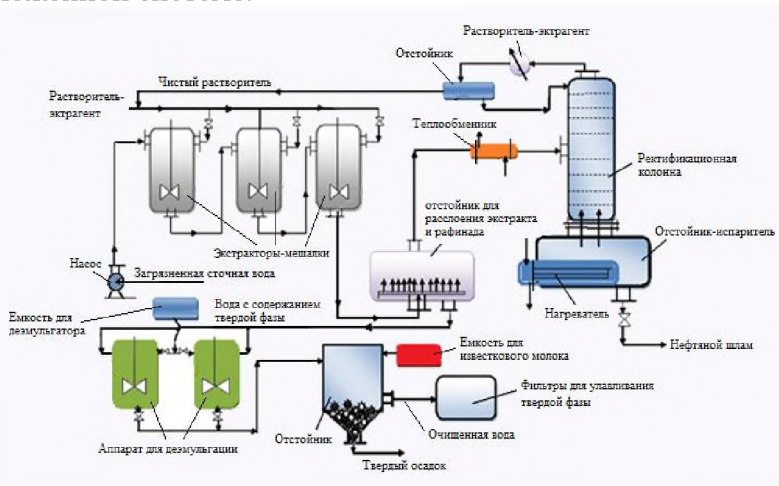 Растворитель-эктрагент
Отстойник
Чистый растворитель
Растворитель-
эктрагент
Теплообменник
Ректификационная
колонна
отстойник для
расслоения экстракта
и рафинада
Экстракторы-мешалки
Отстойник-испаритель
Насос
Загрязненная сточная вода
Нагреватель
Емкость для
деэмульгатора
Вода с содержанием
твердой фазы
Нефтяной шлам
Емкость для
известкового молока
Фильтры для улавливания
твердой фазы
Аппарат для деэмульгации
Отстойник
Очищенная вода
Твердый осадок